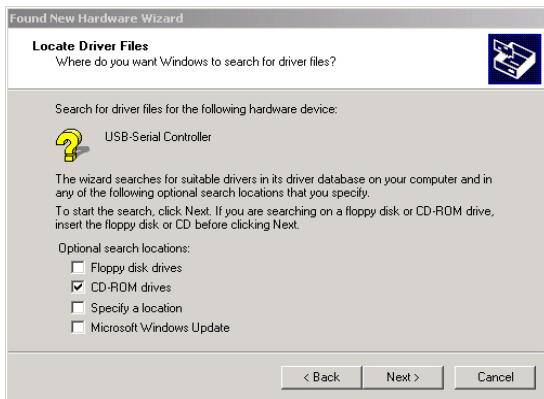 Found New Hardware Wizard
Locate Driver Files
Where do you want Windows to search for driver files?
Search for driver files for the following hardware device:
USB-Serial Controller
The wizard searches for suitable drivers in its driver database on your computer and in
any of the following optional search locations that you specify.
To start the search, click Next. If you are searching on a floppy disk or CD-ROM drive,
insert the floppy disk or CD before clicking Next.
Optional search locations:
Floppy disk drives
CD-ROM drives
Specify a location
Microsoft Windows Update
< Back Next > Cancel